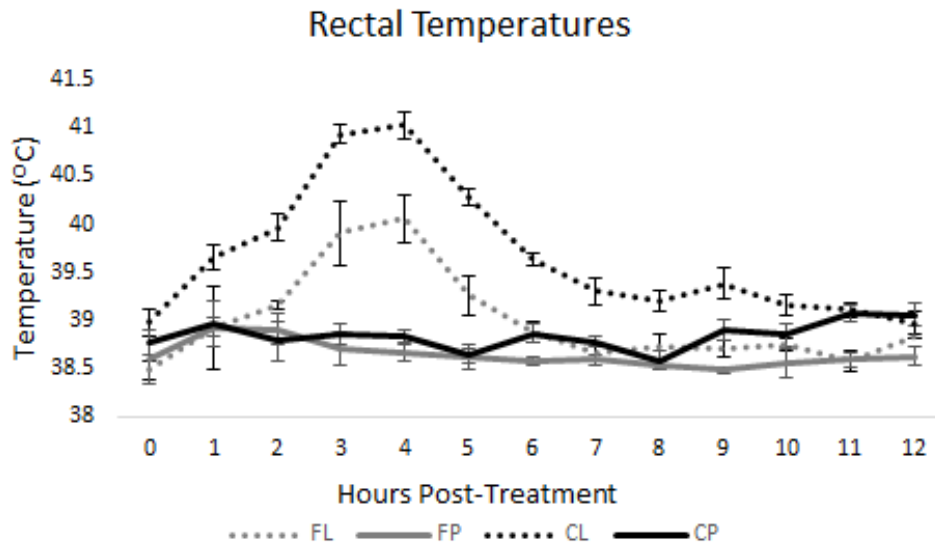 Rectal Temperatures
41.5
41
40.5
40
39.5
39
38.5
38
Temperature (°C)
0 1 2 3 4 5 6 7 8 9 10 11 12
Hours Post-Treatment
FL FP CL CP